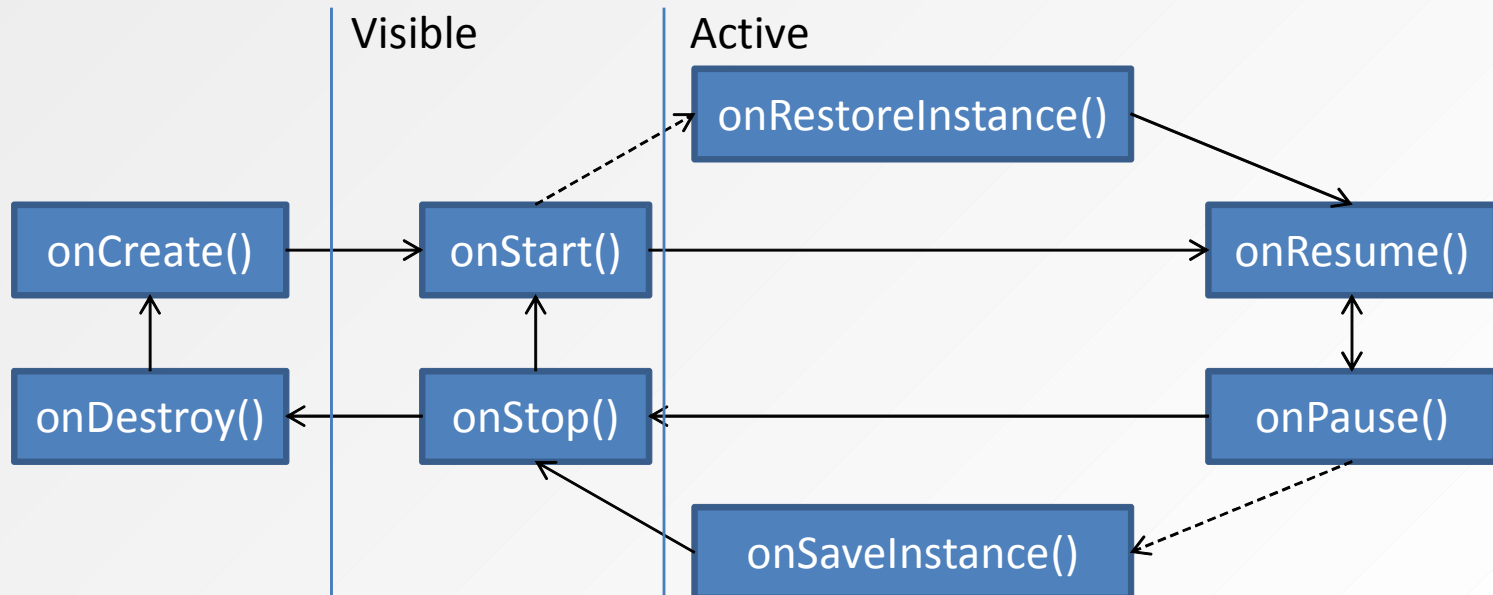 Visible
Active
onRestoreInstance()
onCreate()
onStart()
onResume()
onDestroy()
onStop()
onPause()
onSaveInstance()